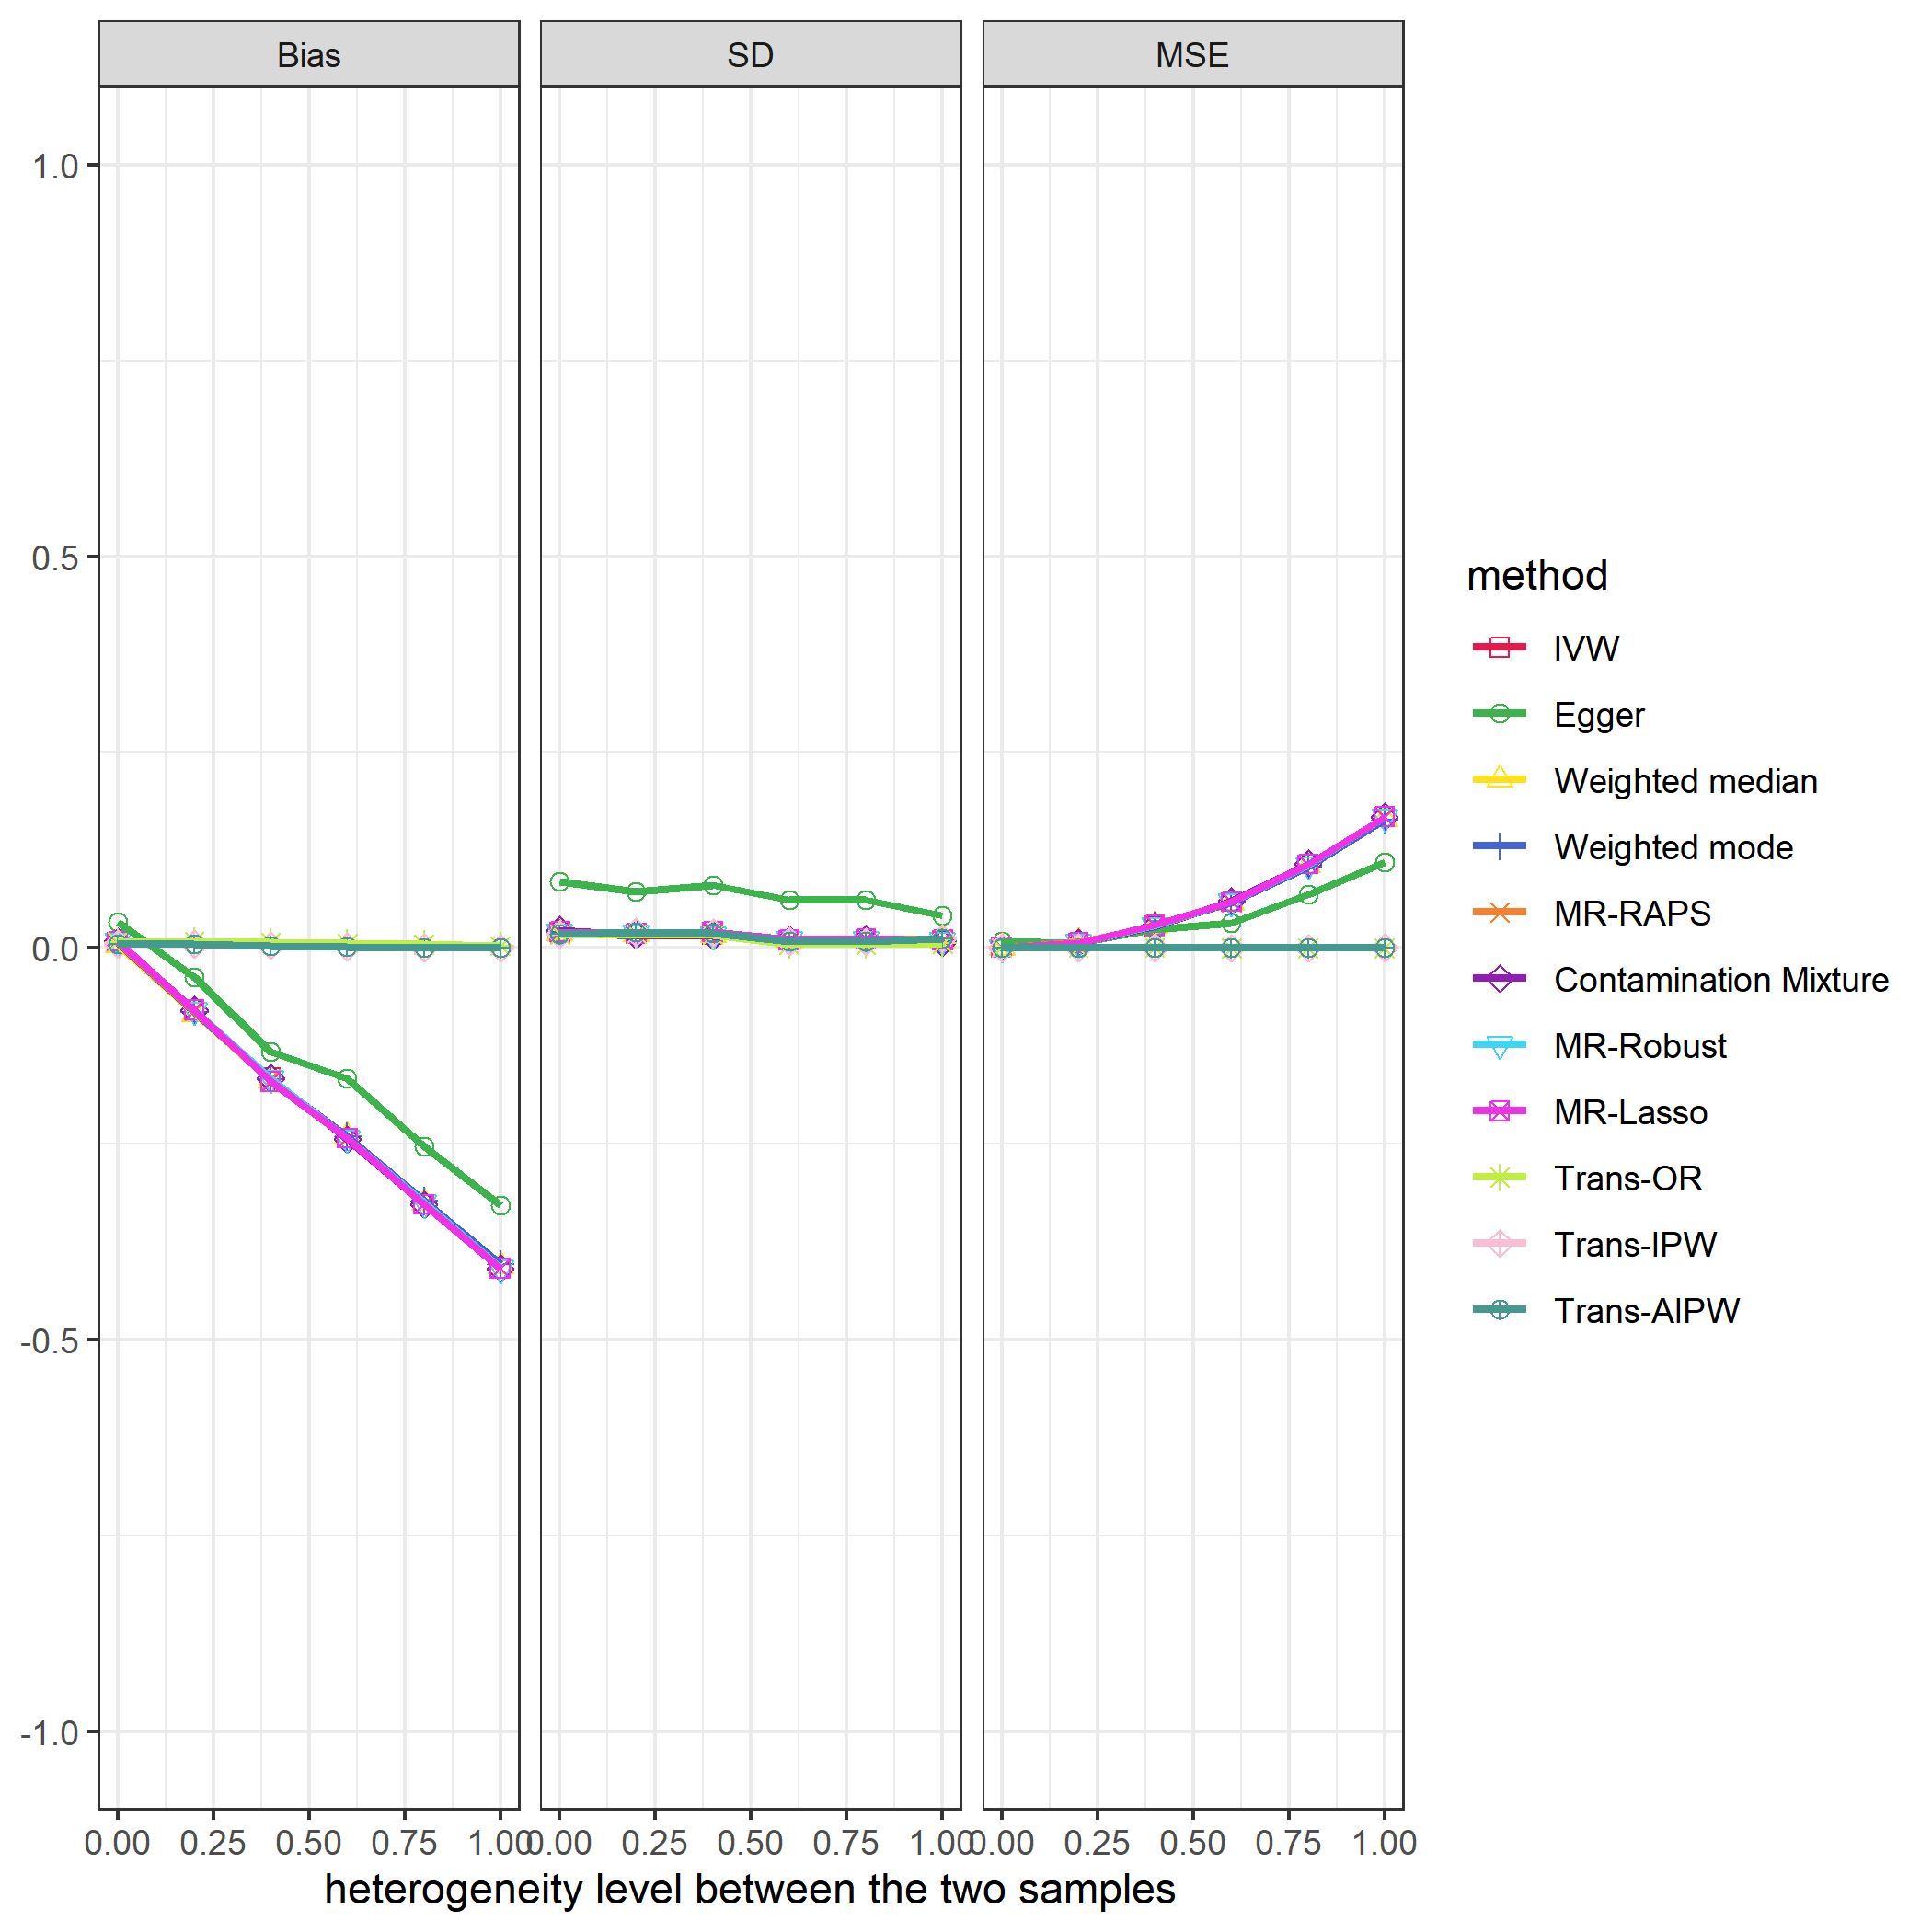 Bias SD MSE
1.0
0.5
0.0
-0.5
-1.0
0.00 0.25 0.50 0.75 1.00 0.00 0.25 0.50 0.75 1.00 0.00 0.25 0.50 0.75 1.00
heterogeneity level between the two samples
method
IVW
Egger
Weighted median
Weighted mode
MR-RAPS
Contamination Mixture
MR-Robust
MR-Lasso
Trans-OR
Trans-IPW
Trans-AIPW